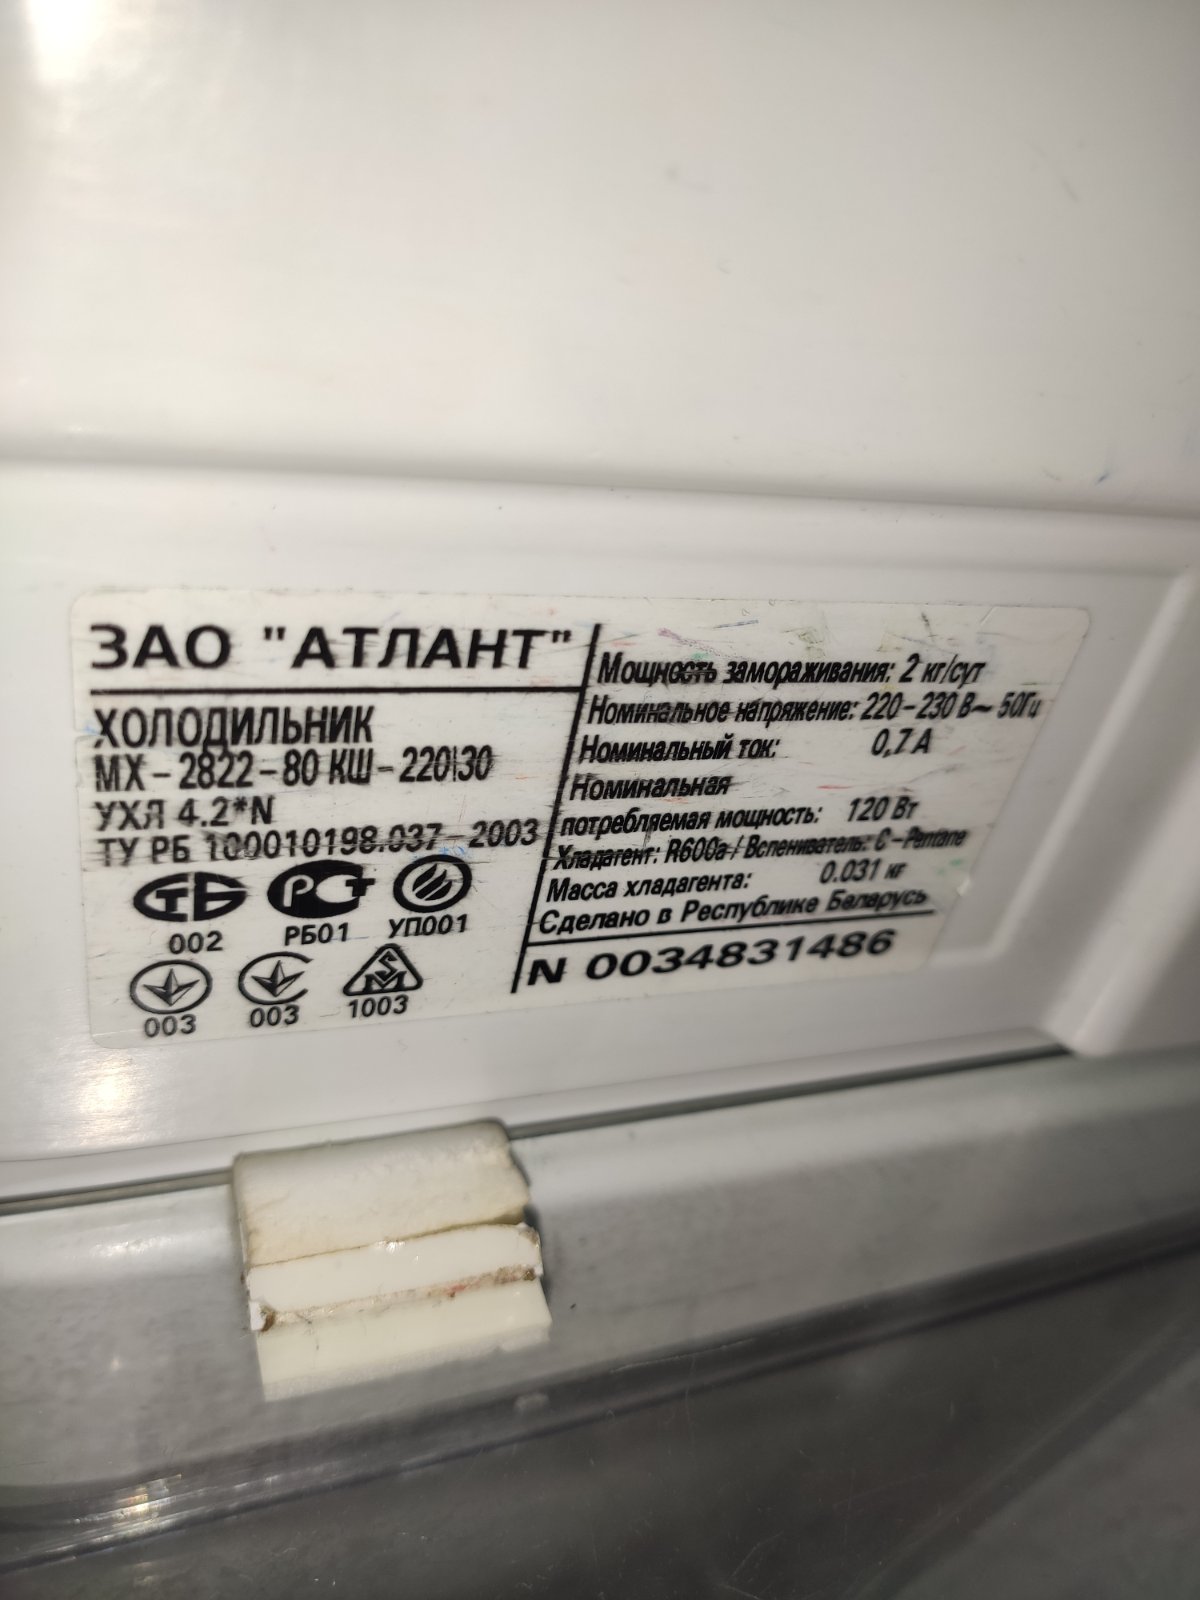 ЗАО "АТЛАНТ"
ХОЛОДИЛЬНИК
МХ-2822-80 КШ-220|30
УХЛ 4.2*N
ТУ РБ 100010198.037-2003
СТБ
002
РСТ
РБ01
УП001
003
003
1003
Мощность замораживания: 2 кг/сут
Номинальное напряжение: 220-230 В~ 50Гц
Номинальный ток: 0,7 А
Номинальная
потребляемая мощность: 120 Вт
Хладагент: R600a / Вспениватель: C-Pentane
Масса хладагента: 0.031 кг
Сделано в Республике Беларусь
N 0034831486